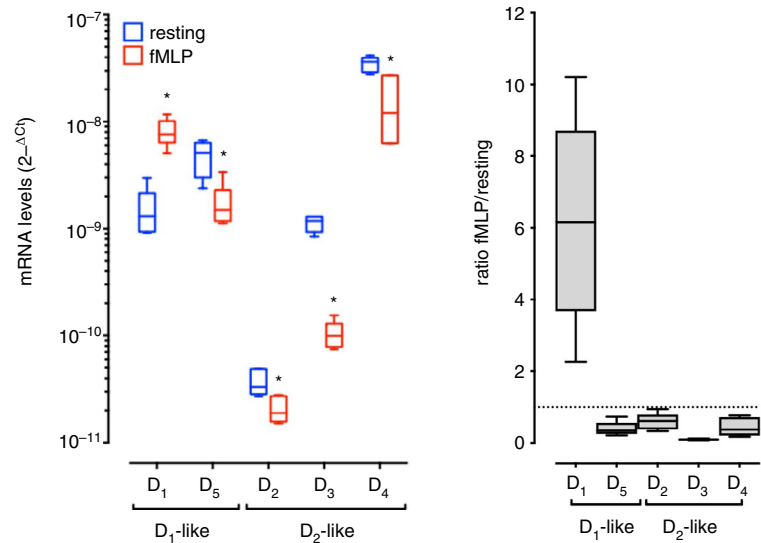 mRNA levels (2–ΔCt)
10–7
10–8
10–9
10–10
10–11
resting
fMLP
*
*
*
*
*
D1 D5 D2 D3 D4
D1-like D2-like
ratio fMLP/resting
12
10
8
6
4
2
0
D1 D5 D2 D3 D4
D1-like D2-like